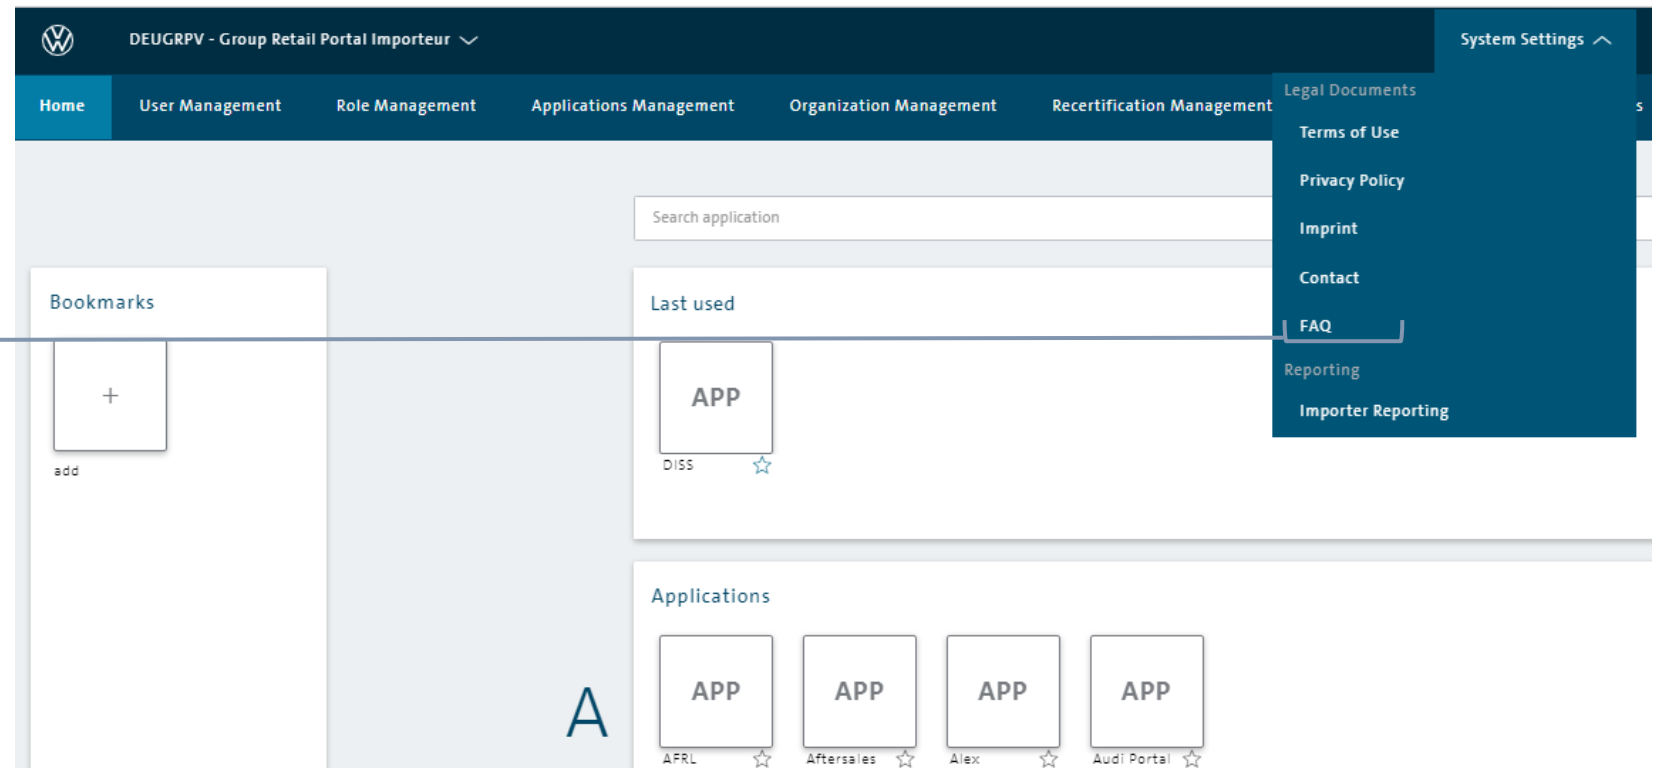 DEUGRPV - Group Retail Portal Importeur
System Settings
Home
User Management
Role Management
Applications Management
Organization Management
Recertification Management
s
Legal Documents
Terms of Use
Privacy Policy
Imprint
Contact
FAQ
Reporting
Importer Reporting
Search application
Bookmarks
+
add
Last used
APP
DISS
Applications
A
APP APP APP APP
AFRL Aftersales Alex Audi Portal